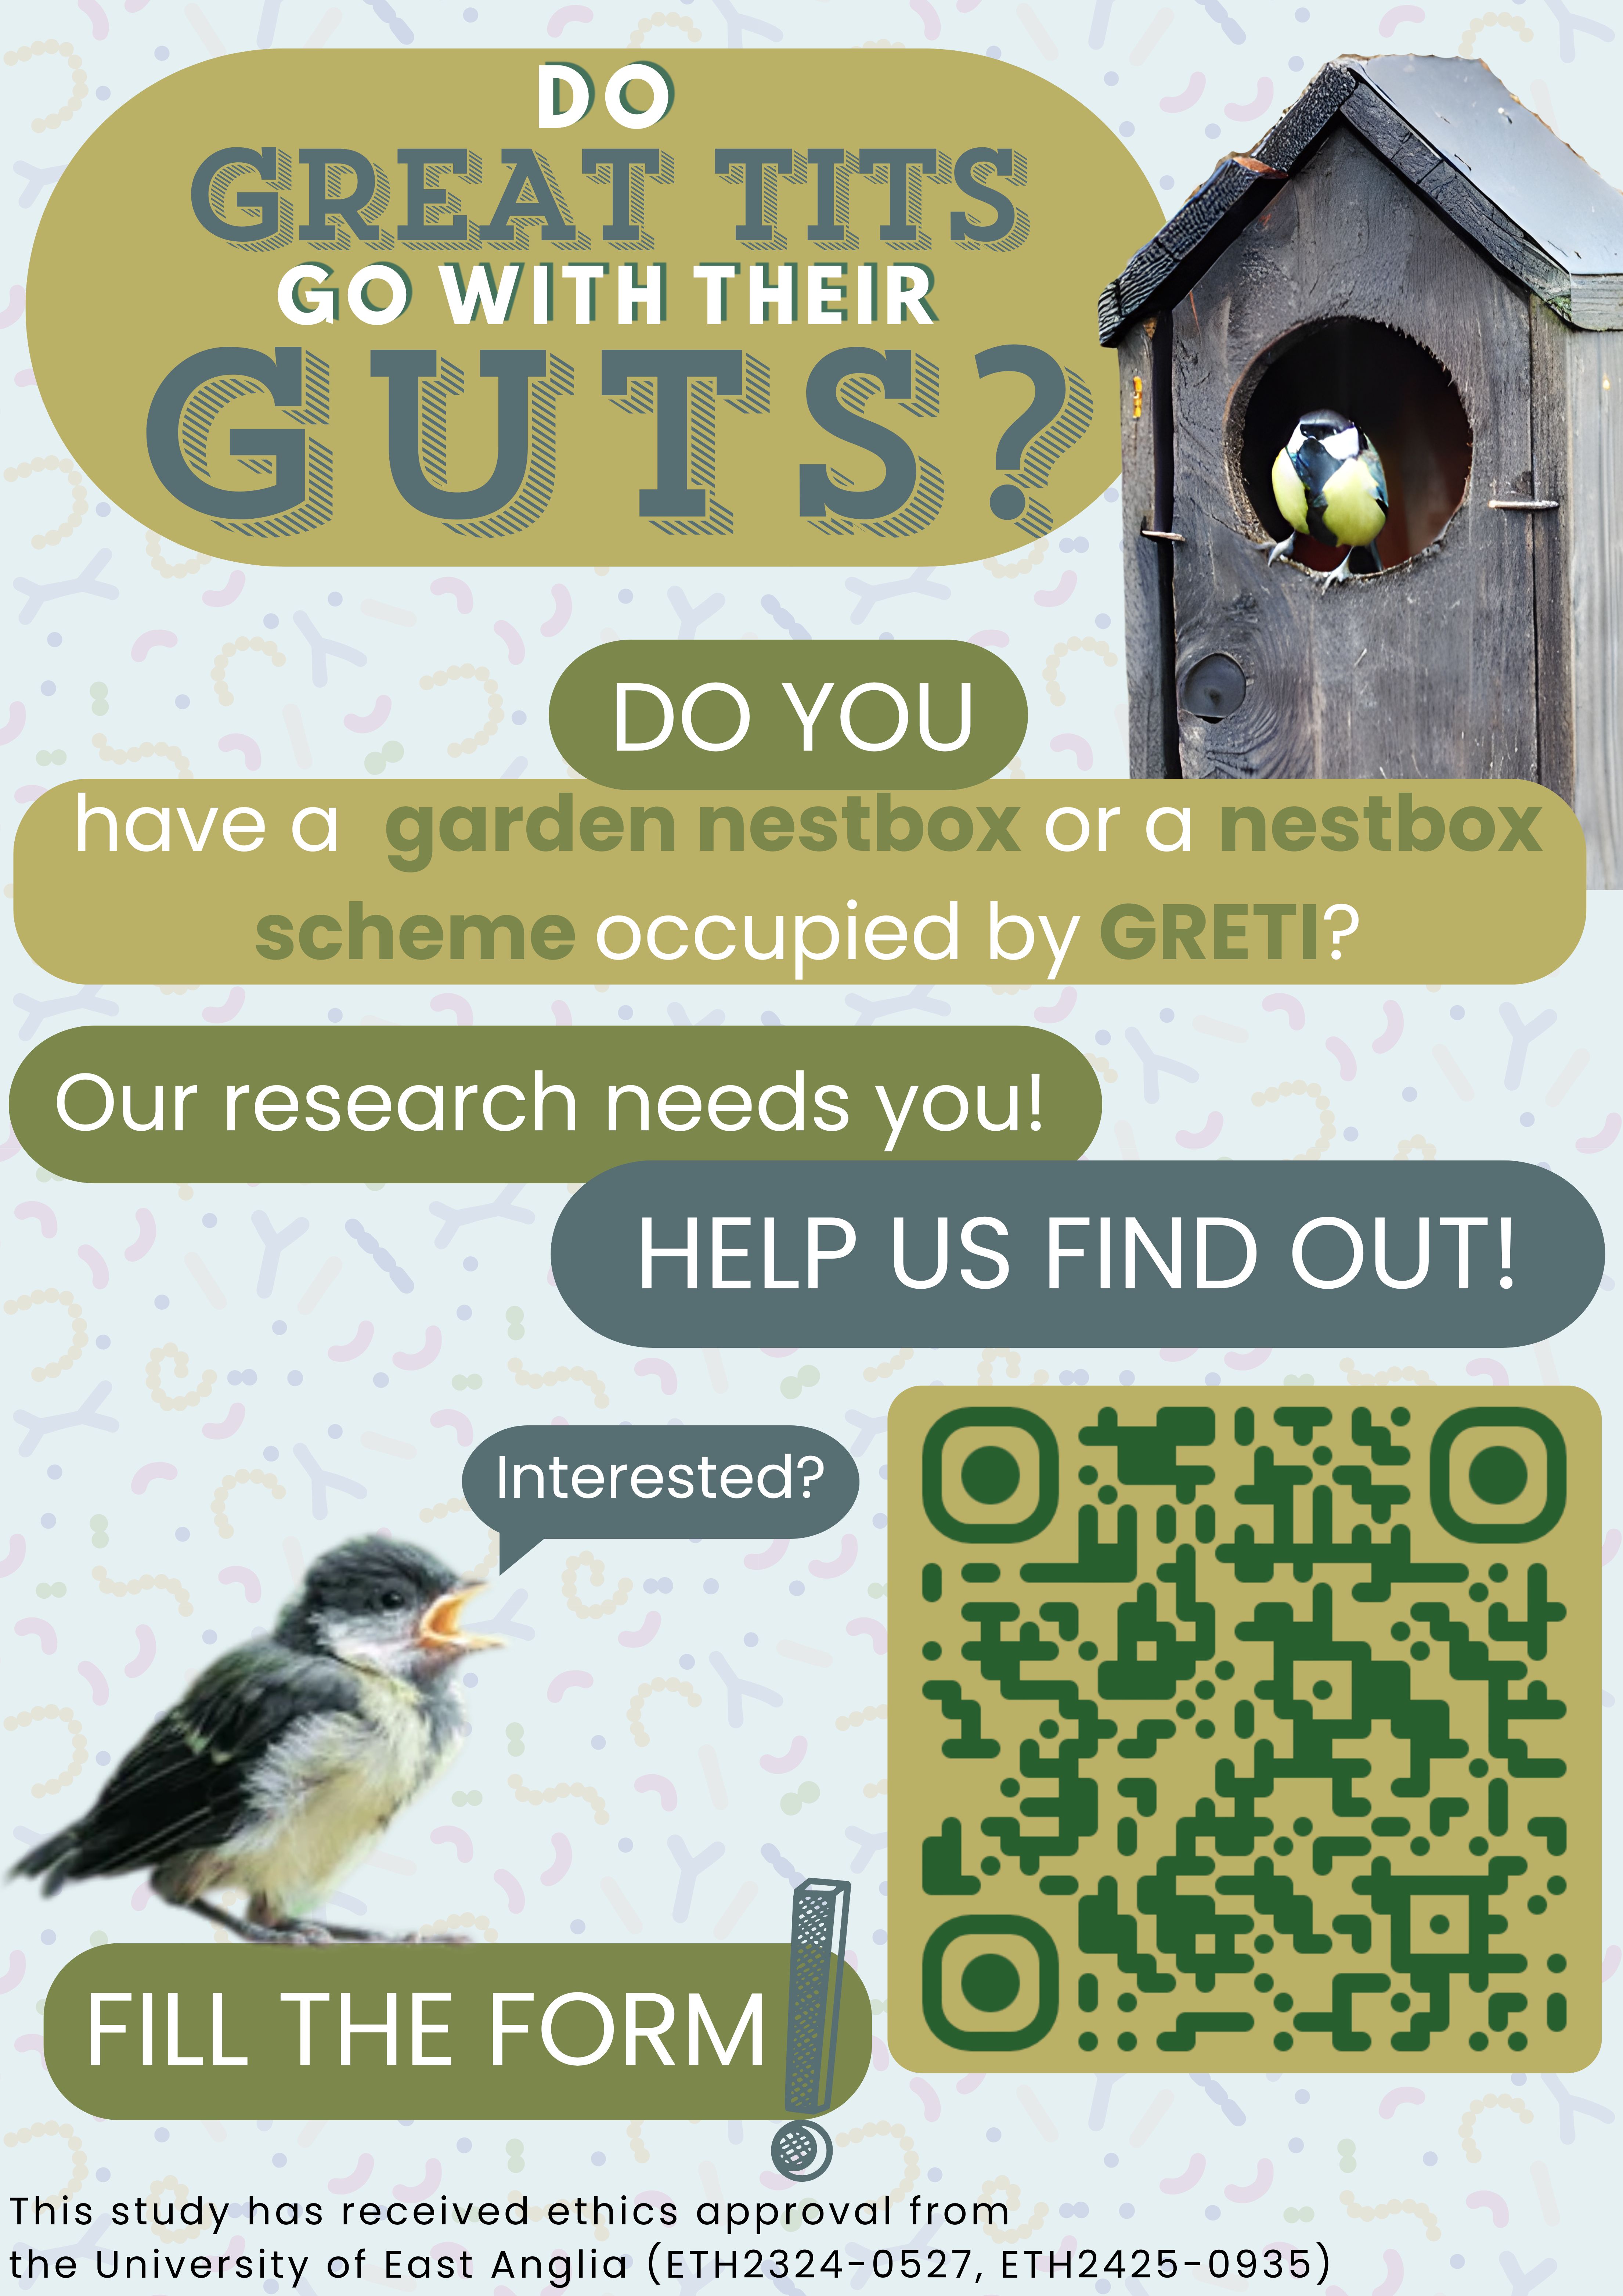 DO
GREAT TITS
GO WITH THEIR
GUTS?
DO YOU
have a garden nestbox or a nestbox
scheme occupied by GRETI?
Our research needs you!
HELP US FIND OUT!
Interested?
FILL THE FORM!
This study has received ethics approval from
the University of East Anglia (ETH2324-0527, ETH2425-0935)